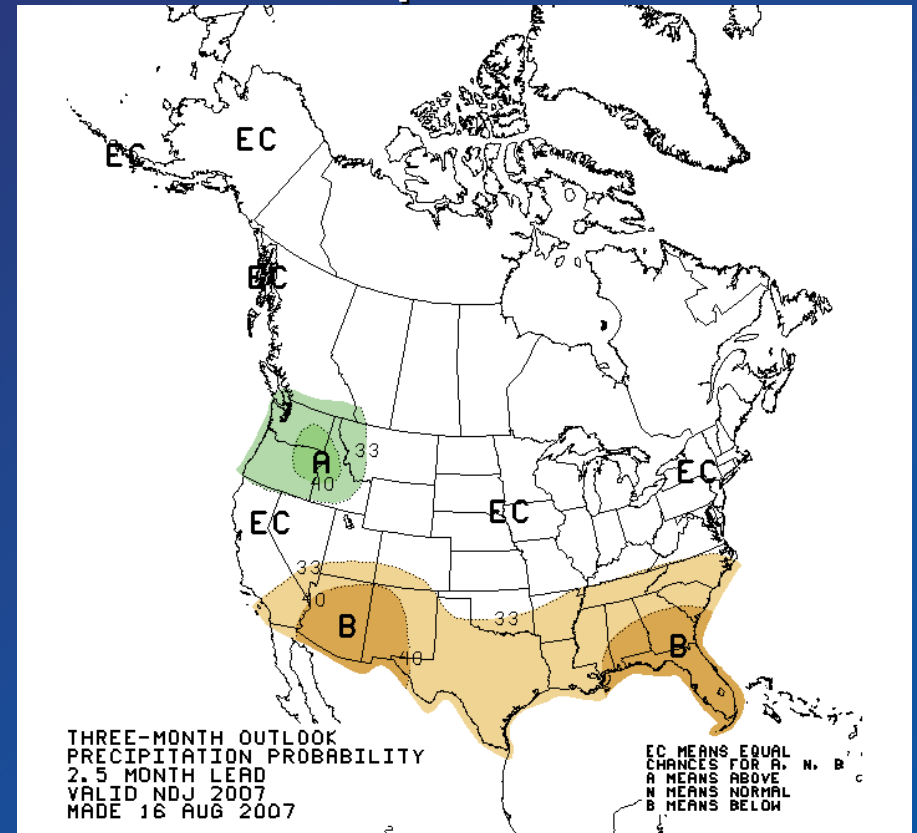 EC
EC
EC
33
A
40
EC
EC
EC
33
40
33
B
B
40
THREE-MONTH OUTLOOK
PRECIPITATION PROBABILITY
2.5 MONTH LEAD
VALID NDJ 2007
MADE 16 AUG 2007
EC MEANS EQUAL
CHANCES FOR A, N, B
A MEANS ABOVE
N MEANS NORMAL
B MEANS BELOW